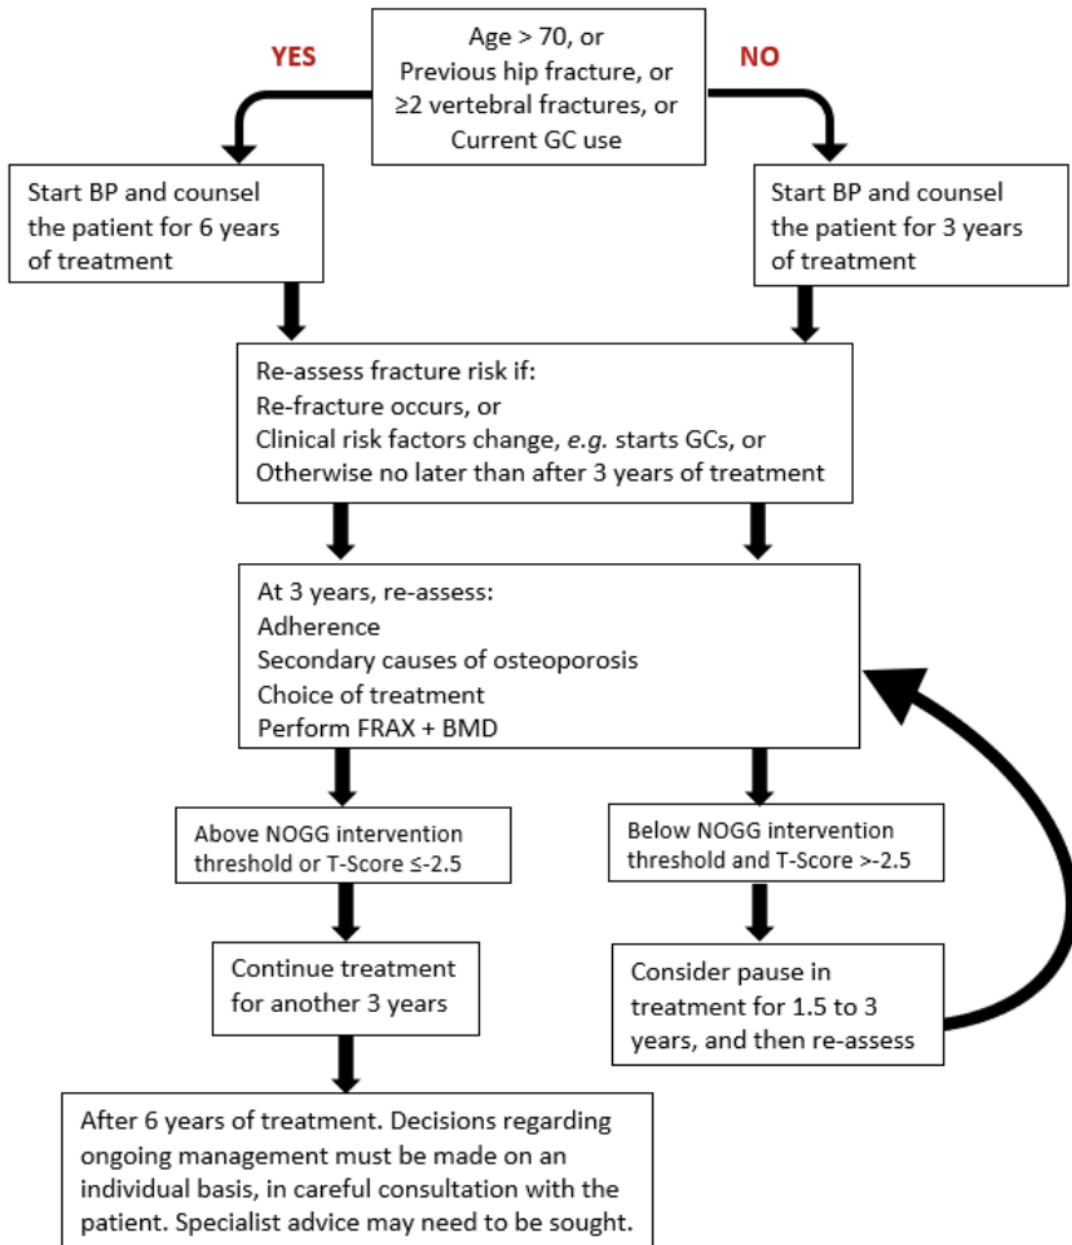 YES
Age > 70, or
Previous hip fracture, or
≥2 vertebral fractures, or
Current GC use
NO
Start BP and counsel
the patient for 6 years
of treatment
Start BP and counsel
the patient for 3 years
of treatment
Re-assess fracture risk if:
Re-fracture occurs, or
Clinical risk factors change, e.g. starts GCs, or
Otherwise no later than after 3 years of treatment
At 3 years, re-assess:
Adherence
Secondary causes of osteoporosis
Choice of treatment
Perform FRAX + BMD
Above NOGG intervention
threshold or T-Score ≤-2.5
Below NOGG intervention
threshold and T-Score >-2.5
Continue treatment
for another 3 years
Consider pause in
treatment for 1.5 to 3
years, and then re-assess
After 6 years of treatment. Decisions regarding
ongoing management must be made on an
individual basis, in careful consultation with the
patient. Specialist advice may need to be sought.